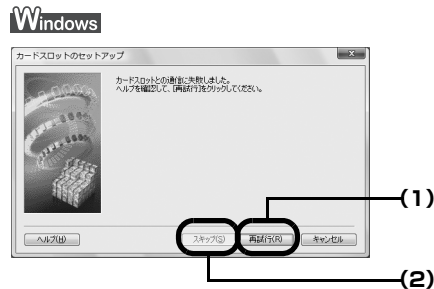 Windows
カードスロットのセットアップ
カードスロットとの通信に失敗しました。
ヘルプを確認して、[再試行]をクリックしてください。
(1)
ヘルプ(H) スキップ(S) 再試行(R) キャンセル
(2)